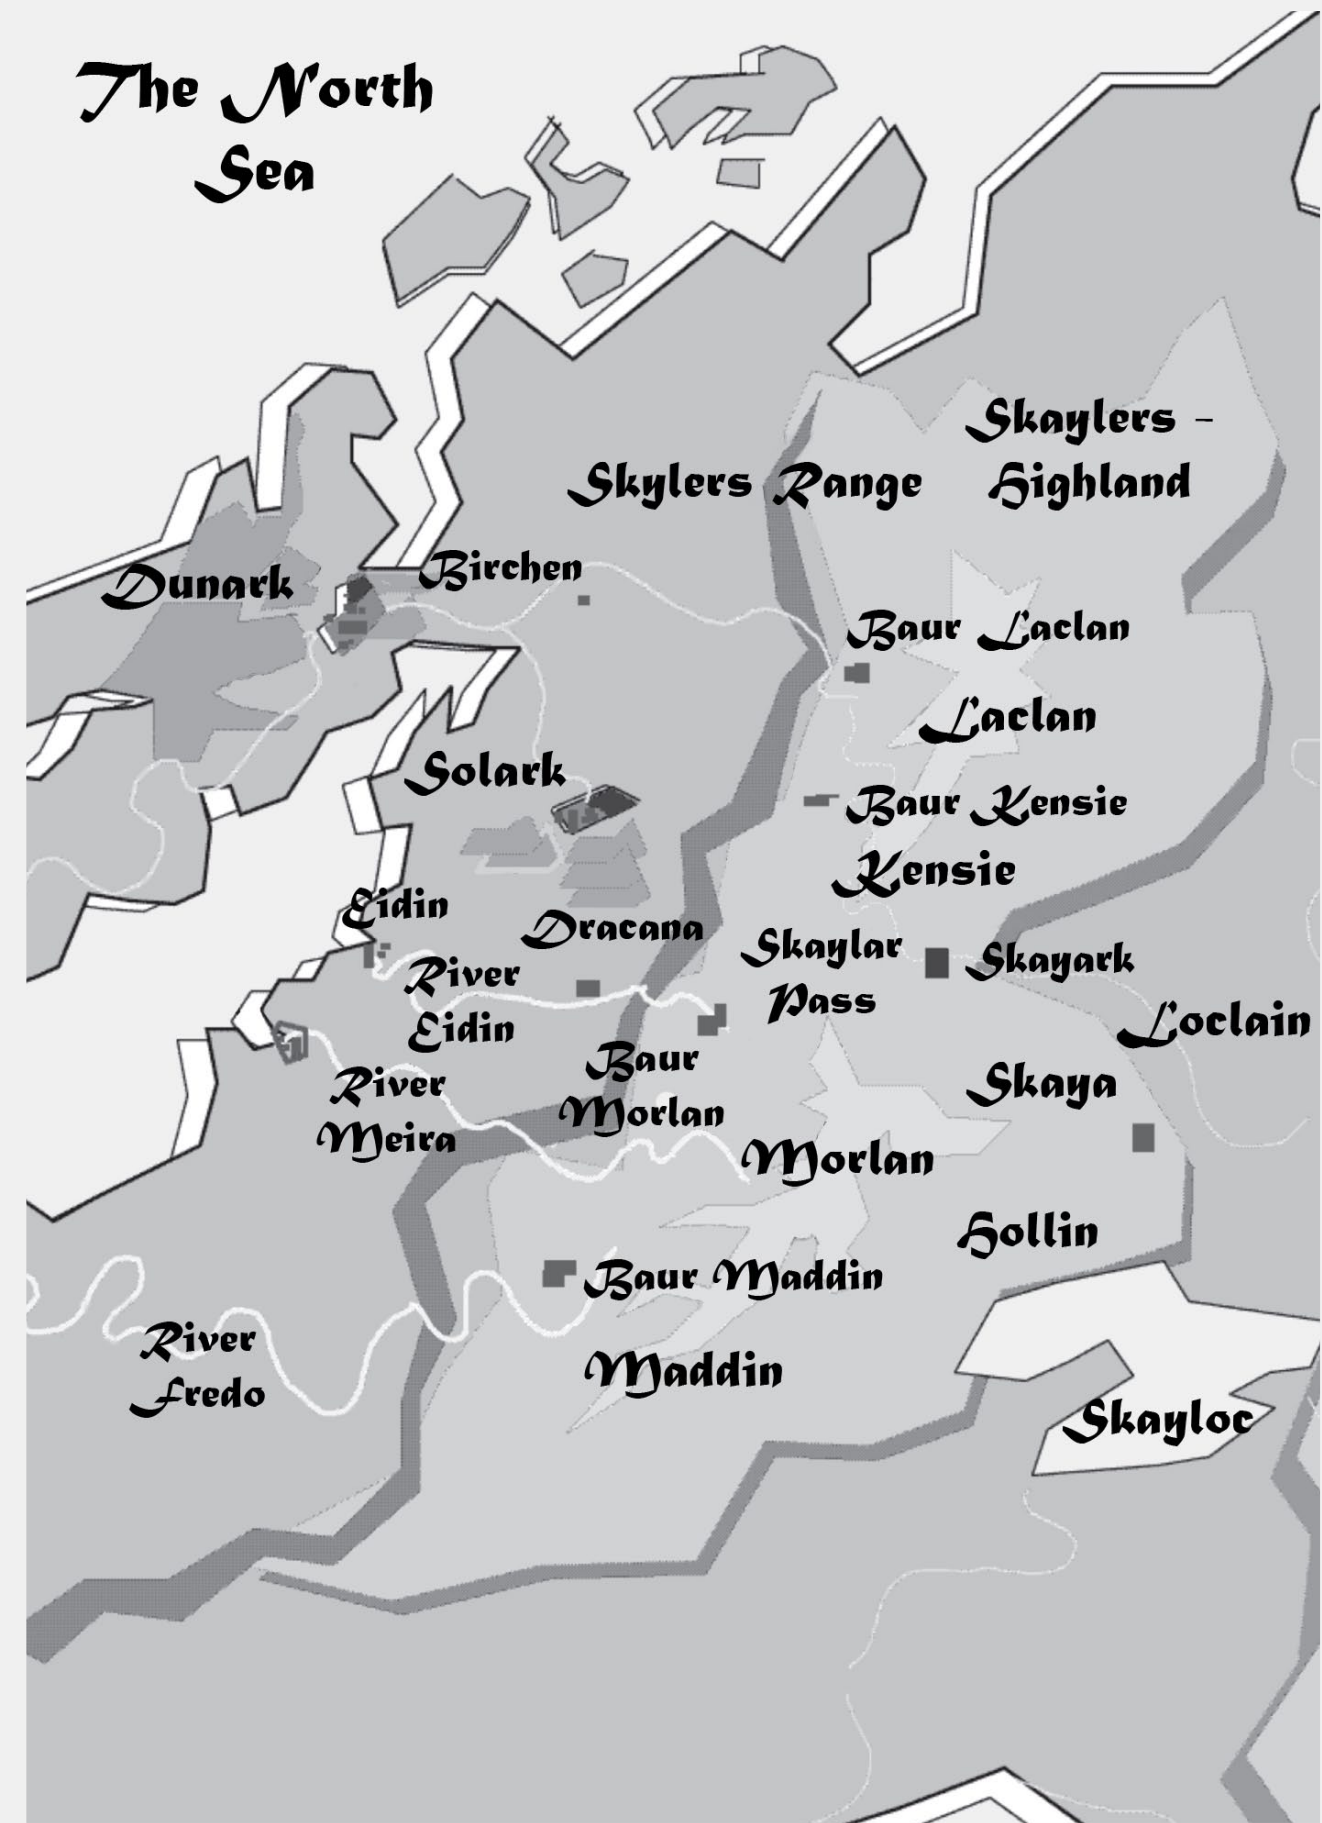 The North
Sea
Skaylers -
Highland
Skylers Range
Birchen
Dunark
Baur Laclan
Laclan
Solark
Baur Kensie
Kensie
Eidin
Dracana
Skaylar
Pass
Skayark
River
Eidin
Loclain
Baur
Morlan
River
Meira
Skaya
Morlan
Hollin
Baur Maddin
River
Fredo
Maddin
Skayloc